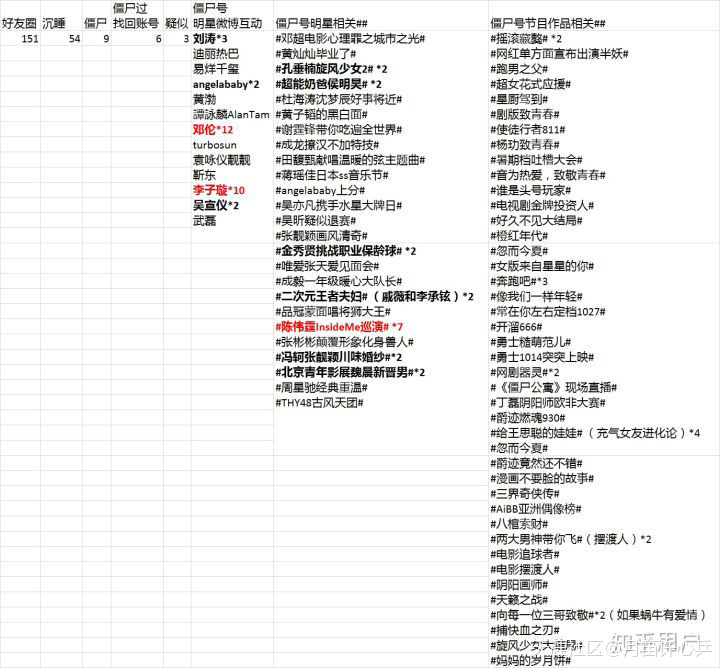 好友圈 沉睡 僵尸 僵尸过找回账号 疑似 僵尸号明星微博互动 僵尸号明星相关## 僵尸号节目作品相关##
151 54 9 6 3 刘涛*3 #邓超电影心理罪之城市之光# #摇滚藏獒# *2
迪丽热巴 #黄灿灿毕业了# #网红单方面宣布出演半妖#
易烊千玺 #孔垂楠旋风少女2# *2 #跑男之父#
angelababy*2 #超能奶爸侯明昊# *2 #超女花式应援#
黄渤 #杜海涛沈梦辰好事将近# #星厨驾到#
譚詠麟AlanTam #黄子韬的黑白面# #剧版致青春#
邓伦*12 #谢霆锋带你吃遍全世界# #使徒行者811#
turbosun #成龙撩汉不加特技# #杨玏致青春#
袁咏仪靓靓 #田馥甄献唱温暖的弦主题曲# #暑期档吐槽大会#
靳东 #蒋瑶佳日本ss音乐节# #音为热爱，致敬青春#
李子璇*10 #angelababy上分# #谁是头号玩家#
吴宣仪*2 #吴亦凡携手水星大牌日# #电视剧金牌投资人#
武磊 #吴昕疑似退赛# #好久不见大结局#
#张靓颖画风清奇# #橙红年代#
#金秀贤挑战职业保龄球# *2 #忽而今夏#
#唯爱张天爱见面会# #女版来自星星的你#
#成毅一年级暖心大队长# #奔跑吧#*3
#二次元王者夫妇# （戚薇和李承铉）*2 #像我们一样年轻#
#品冠蒙面唱将狮大王# #常在你左右定档1027#
#陈伟霆InsideMe巡演# *7 #开溜666#
#张彬彬颠覆形象化身兽人# #勇士糙萌范儿#
#冯轲张靓颖川味婚纱#*2 #勇士1014突突上映#
#北京青年影展魏晨新晋男#*2 #网剧器灵#*2
#周星驰经典重温# #《僵尸公寓》现场直播#
#THY48古风天团# #丁磊阴阳师欧非大赛#
#爵迹燃魂930#
#给王思聪的娃娃# （充气女友进化论）*4
#忽而今夏#
#爵迹竟然还不错#
#漫画不要脸的故事#
#三界奇侠传#
#AiBB亚洲偶像榜#
#八樘索财#
#两大男神带你飞#（摆渡人）*2
#电影追球者#
#电影摆渡人#
#阴阳画师#
#天籁之战#
#向每一位三哥致敬#*2（如果蜗牛有爱情）
#捕快血之刃#
#旋风少女大
#妈妈的岁月饼#
知乎用户